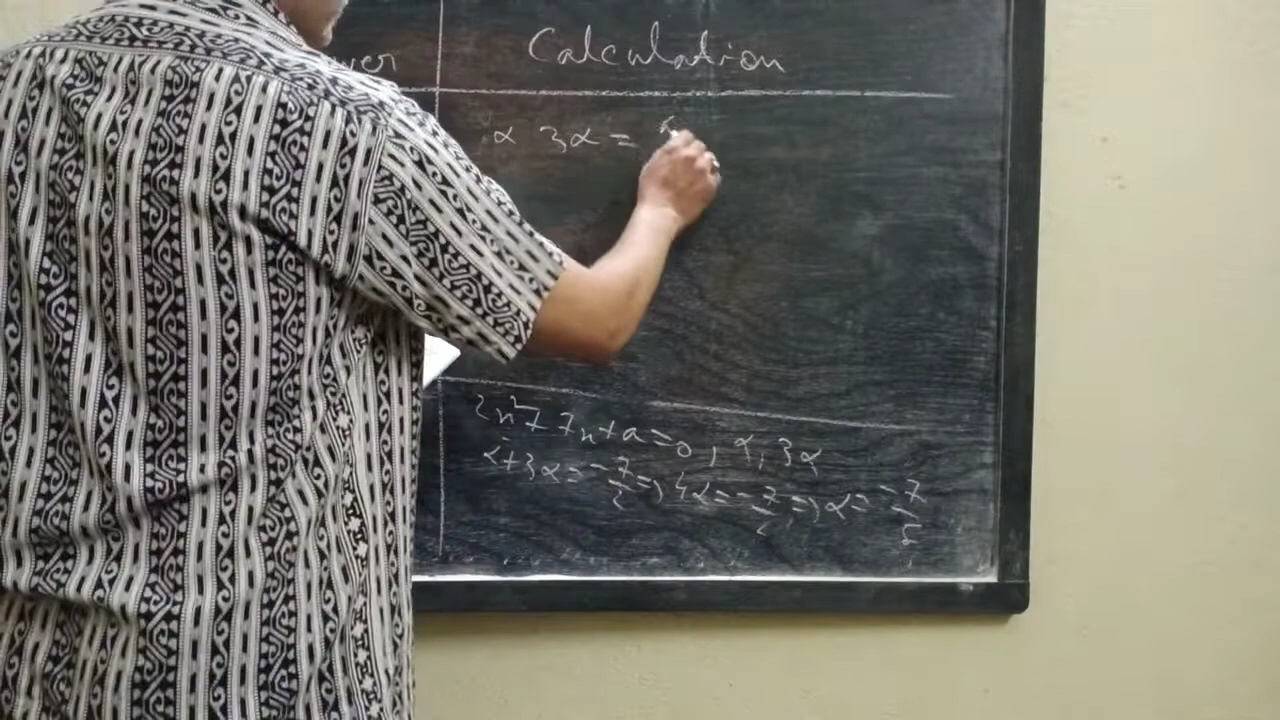 Calculation
α 3α =
2x² + 7x + a = 0, α, 3α
α + 3α = -7/2 => 4α = -7/2 => α = -7/8